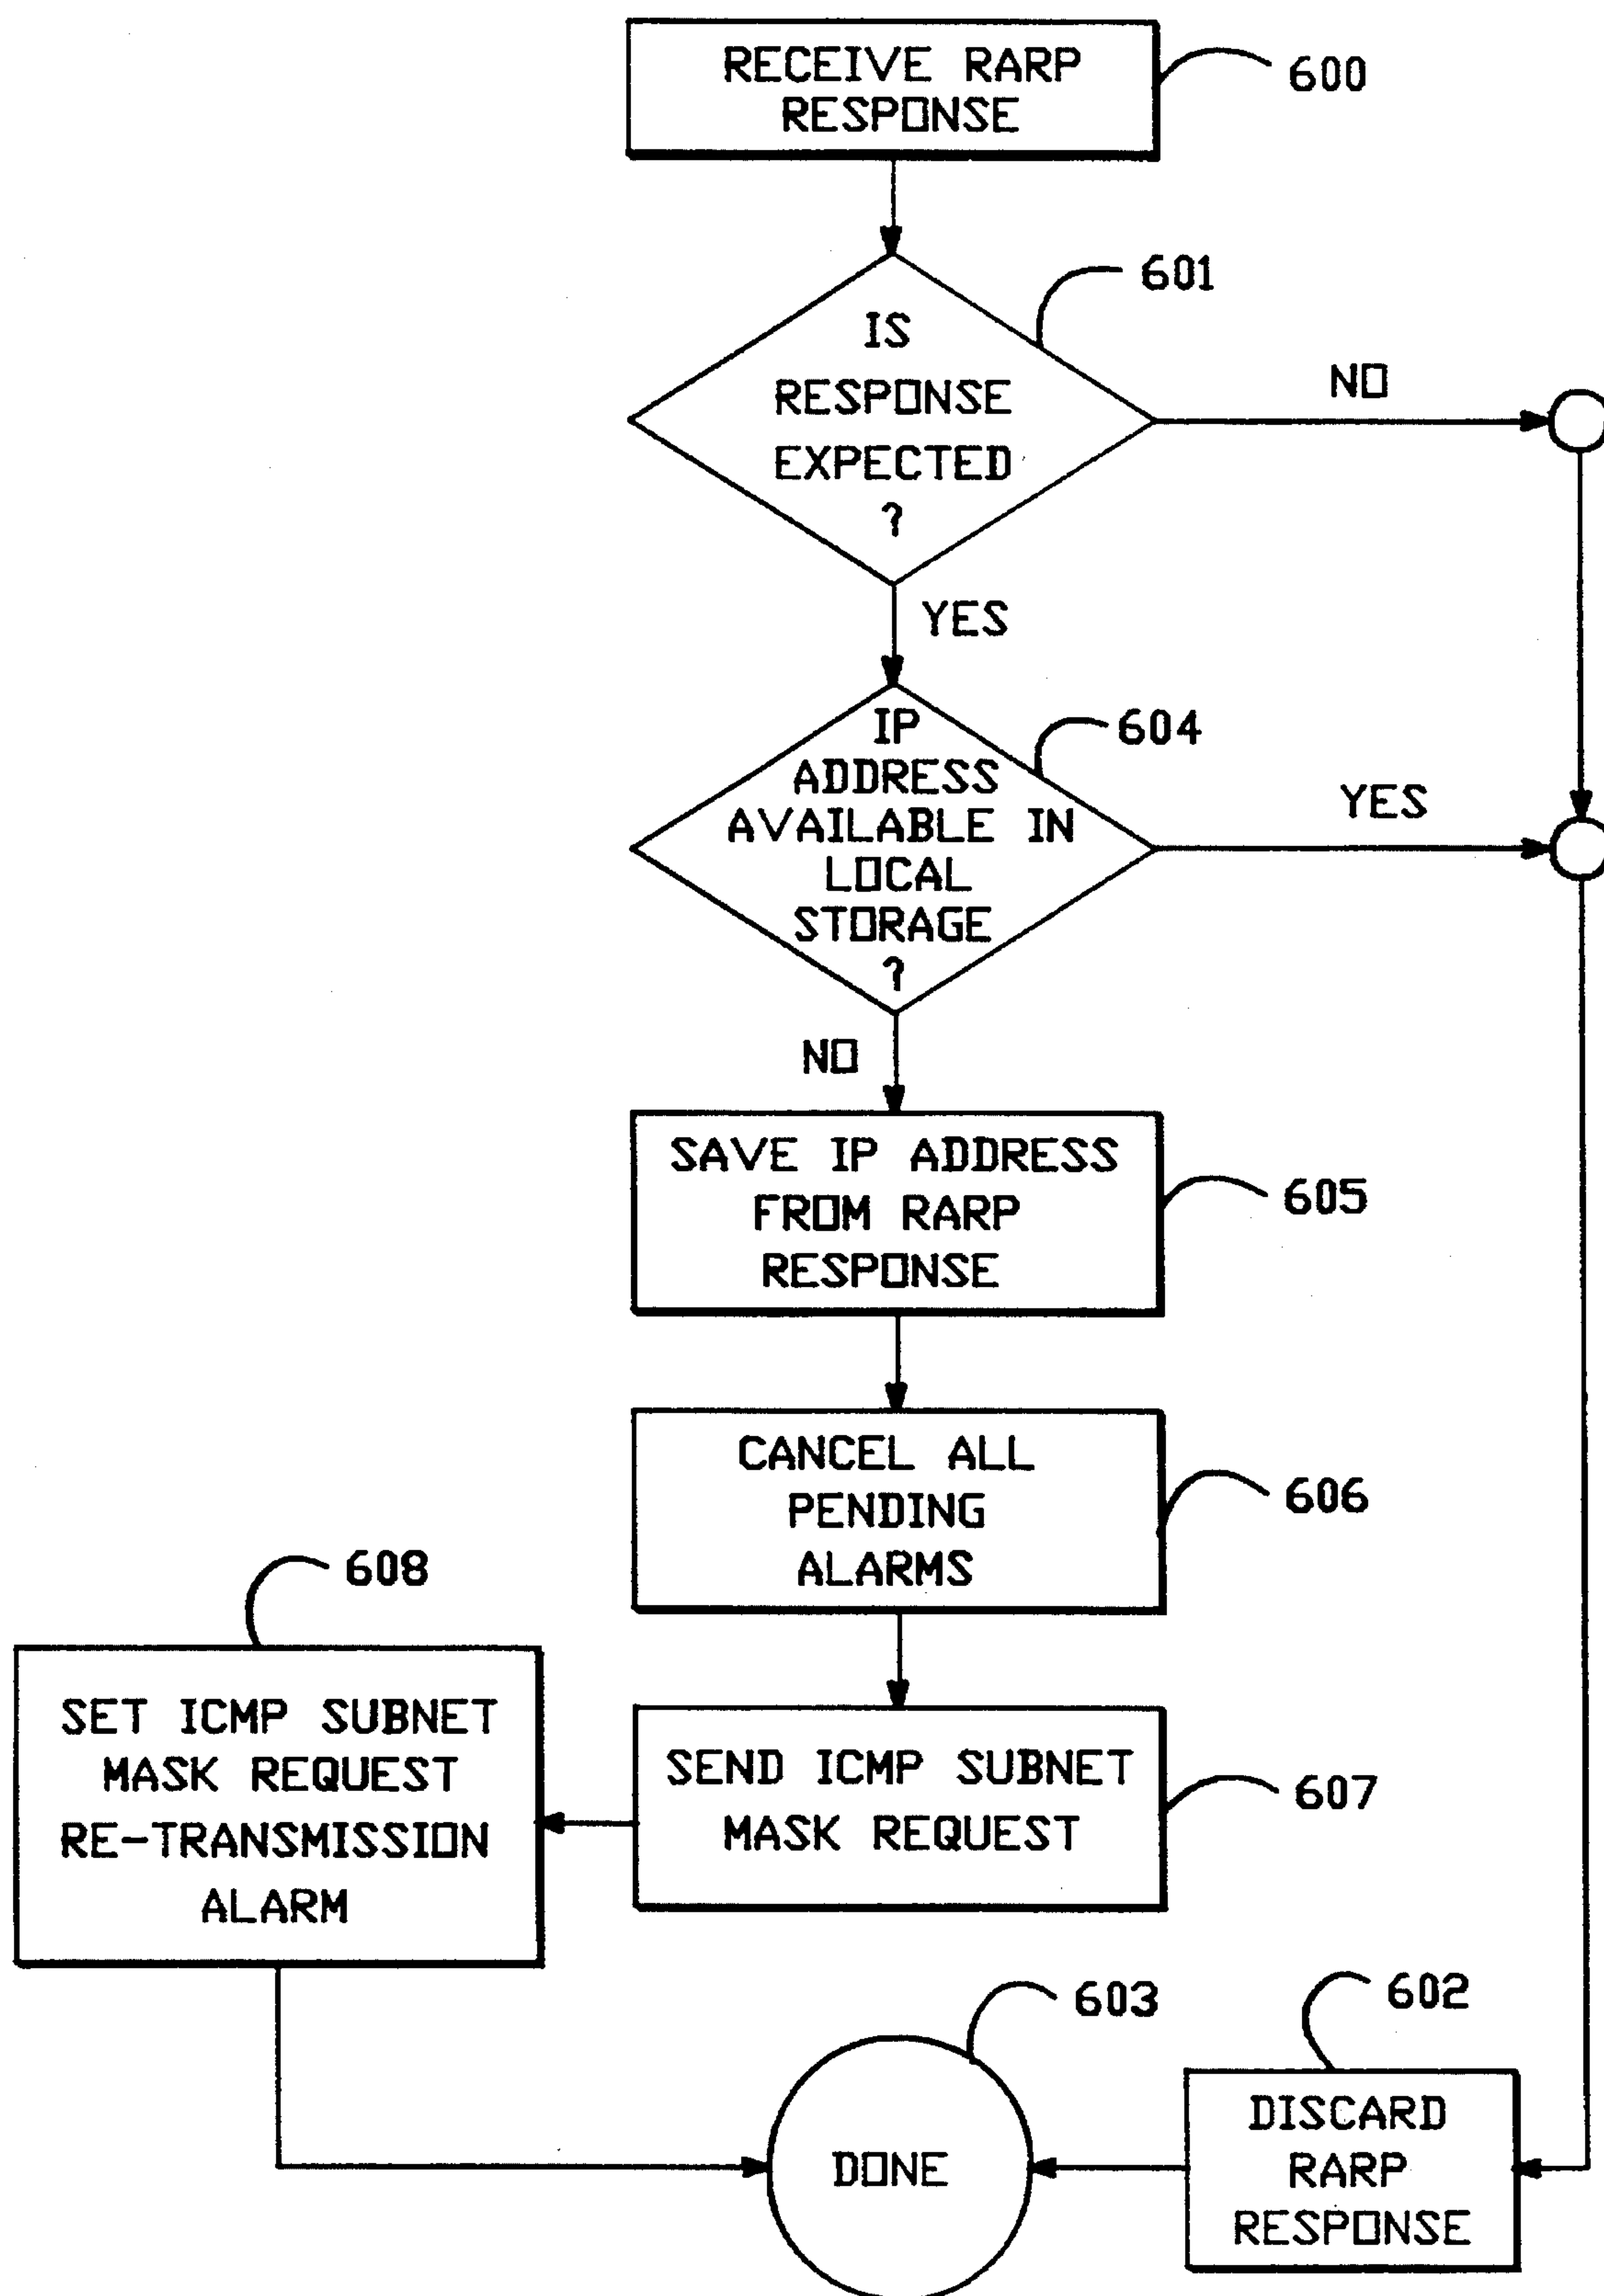 RECEIVE RARP
RESPONSE
600
601
IS
RESPONSE
EXPECTED
?
NO
YES
604
IP
ADDRESS
AVAILABLE IN
LOCAL
STORAGE
?
YES
NO
SAVE IP ADDRESS
FROM RARP
RESPONSE
605
CANCEL ALL
PENDING
ALARMS
606
608
SET ICMP SUBNET
MASK REQUEST
RE-TRANSMISSION
ALARM
SEND ICMP SUBNET
MASK REQUEST
607
603
602
DONE
DISCARD
RARP
RESPONSE